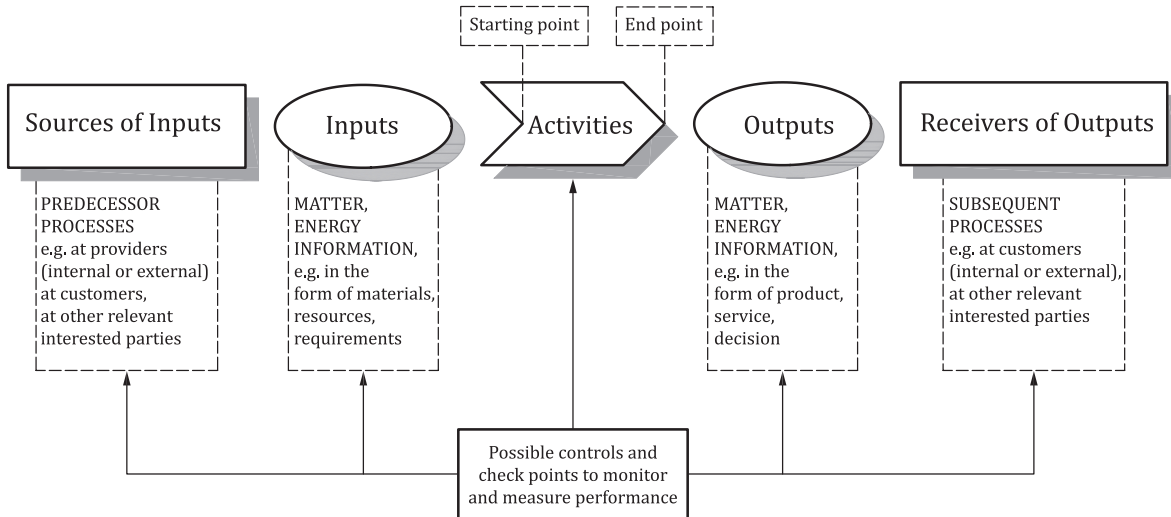 Starting point
End point
Sources of Inputs
Inputs
Activities
Outputs
Receivers of Outputs
PREDECESSOR
PROCESSES
e.g. at providers
(internal or external)
at customers,
at other relevant
interested parties
MATTER,
ENERGY
INFORMATION,
e.g. in the
form of materials,
resources,
requirements
MATTER,
ENERGY
INFORMATION,
e.g. in the
form of product,
service,
decision
SUBSEQUENT
PROCESSES
e.g. at customers
(internal or external),
at other relevant
interested parties
Possible controls and
check points to monitor
and measure performance